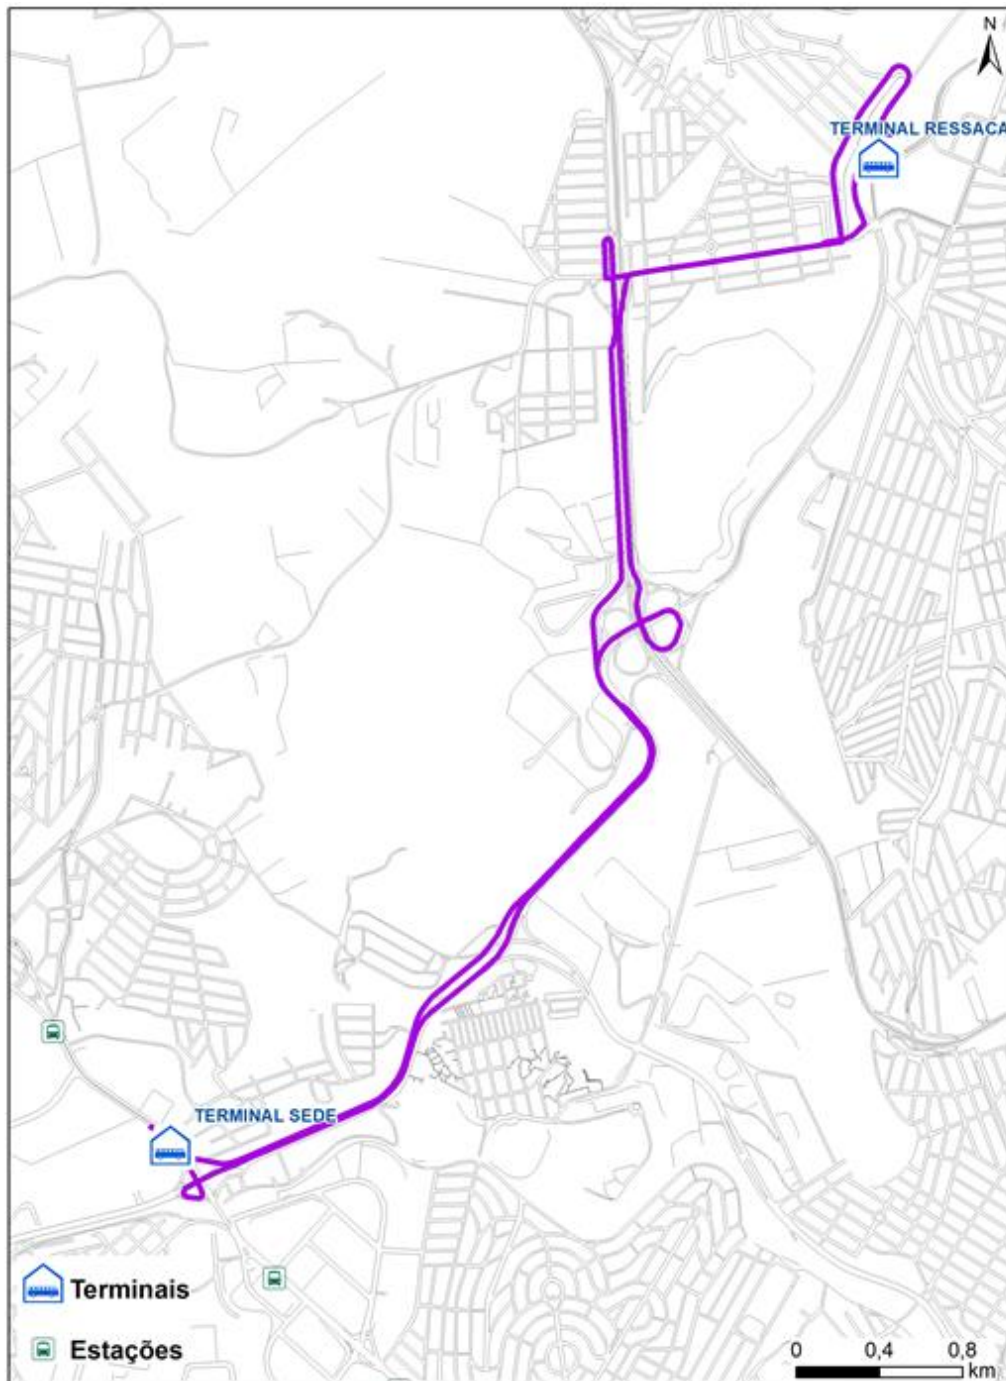 N
TERMINAL RESSACA
TERMINAL SEDE
Terminais
Estações
0 0,4 0,8
km